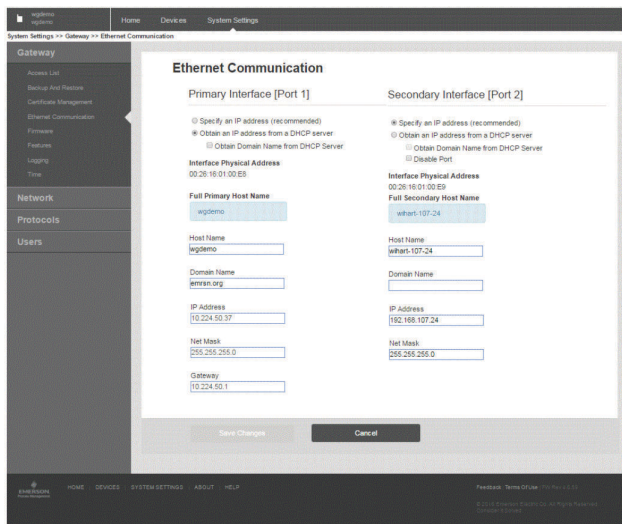 wgdemo
wgdemo
Home
Devices
System Settings
System Settings >> Gateway >> Ethernet Communication
Gateway
Access List
Backup And Restore
Certificate Management
Ethernet Communication
Firmware
Features
Logging
Time
Network
Protocols
Users
Ethernet Communication
Primary Interface [Port 1]
Specify an IP address (recommended)
Obtain an IP address from a DHCP server
Obtain Domain Name from DHCP Server
Interface Physical Address
00:26:16:01:00:E8
Full Primary Host Name
wgdemo
Host Name
wgdemo
Domain Name
emrsn.org
IP Address
10.224.50.37
Net Mask
255.255.255.0
Gateway
10.224.50.1
Secondary Interface [Port 2]
Specify an IP address (recommended)
Obtain an IP address from a DHCP server
Obtain Domain Name from DHCP Server
Disable Port
Interface Physical Address
00:26:16:01:00:E9
Full Secondary Host Name
wihart-107-24
Host Name
wihart-107-24
Domain Name
IP Address
192.168.107.24
Net Mask
255.255.255.0
Save Changes
Cancel
EMERSON
Process Management
HOME
DEVICES
SYSTEM SETTINGS
ABOUT
HELP
Feedback
Terms Of Use
Emerson Electric Co. All Rights Reserved.